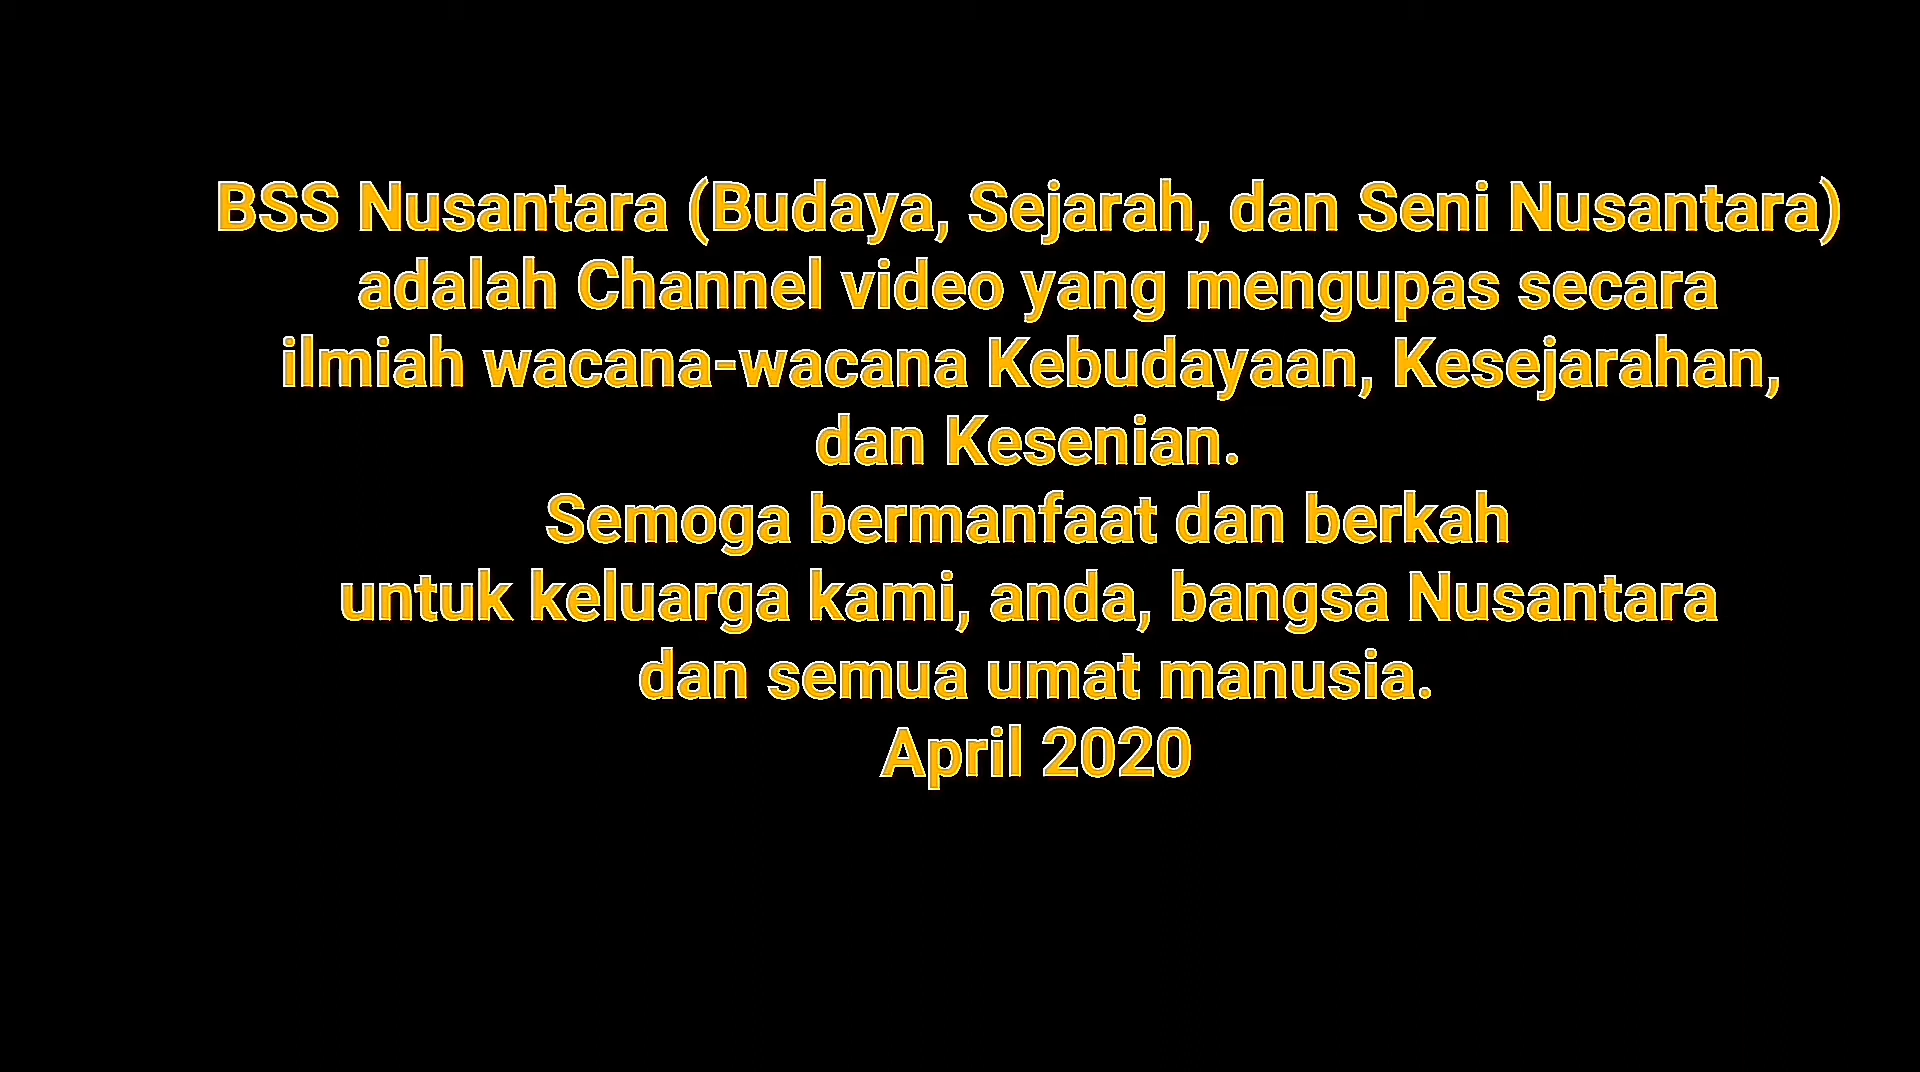 BSS Nusantara (Budaya, Sejarah, dan Seni Nusantara)
adalah Channel video yang mengupas secara
ilmiah wacana-wacana Kebudayaan, Kesejarahan,
dan Kesenian.
Semoga bermanfaat dan berkah
untuk keluarga kami, anda, bangsa Nusantara
dan semua umat manusia.
April 2020